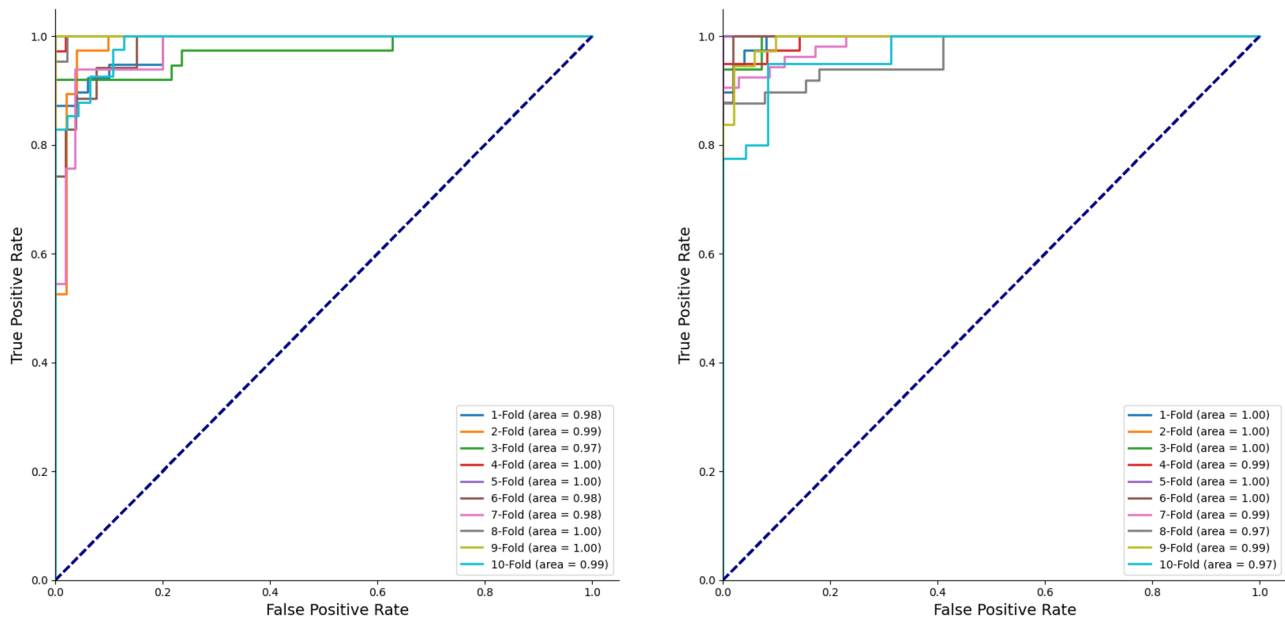 1.0
0.8
0.6
0.4
0.2
0.0
True Positive Rate
1-Fold (area = 0.98)
2-Fold (area = 0.99)
3-Fold (area = 0.97)
4-Fold (area = 1.00)
5-Fold (area = 1.00)
6-Fold (area = 0.98)
7-Fold (area = 0.98)
8-Fold (area = 1.00)
9-Fold (area = 1.00)
10-Fold (area = 0.99)
0.0 0.2 0.4 0.6 0.8 1.0
False Positive Rate
1.0
0.8
0.6
0.4
0.2
0.0
True Positive Rate
1-Fold (area = 1.00)
2-Fold (area = 1.00)
3-Fold (area = 1.00)
4-Fold (area = 0.99)
5-Fold (area = 1.00)
6-Fold (area = 1.00)
7-Fold (area = 0.99)
8-Fold (area = 0.97)
9-Fold (area = 0.99)
10-Fold (area = 0.97)
0.0 0.2 0.4 0.6 0.8 1.0
False Positive Rate